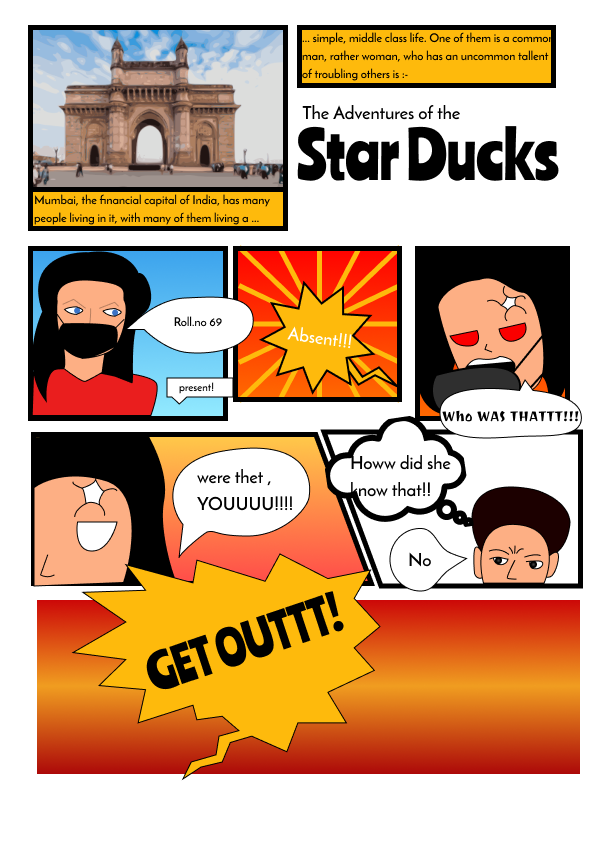 Mumbai, the financial capital of India, has many
people living in it, with many of them living a ...
... simple, middle class life. One of them is a common
man, rather woman, who has an uncommon tallent
of troubling others is :-
The Adventures of the
Star Ducks
Roll.no 69
present!
Absent!!!
Who WAS THATTT!!!
were thet ,
YOUUUU!!!!
Howw did she
know that!!
No
GET OUTTT!